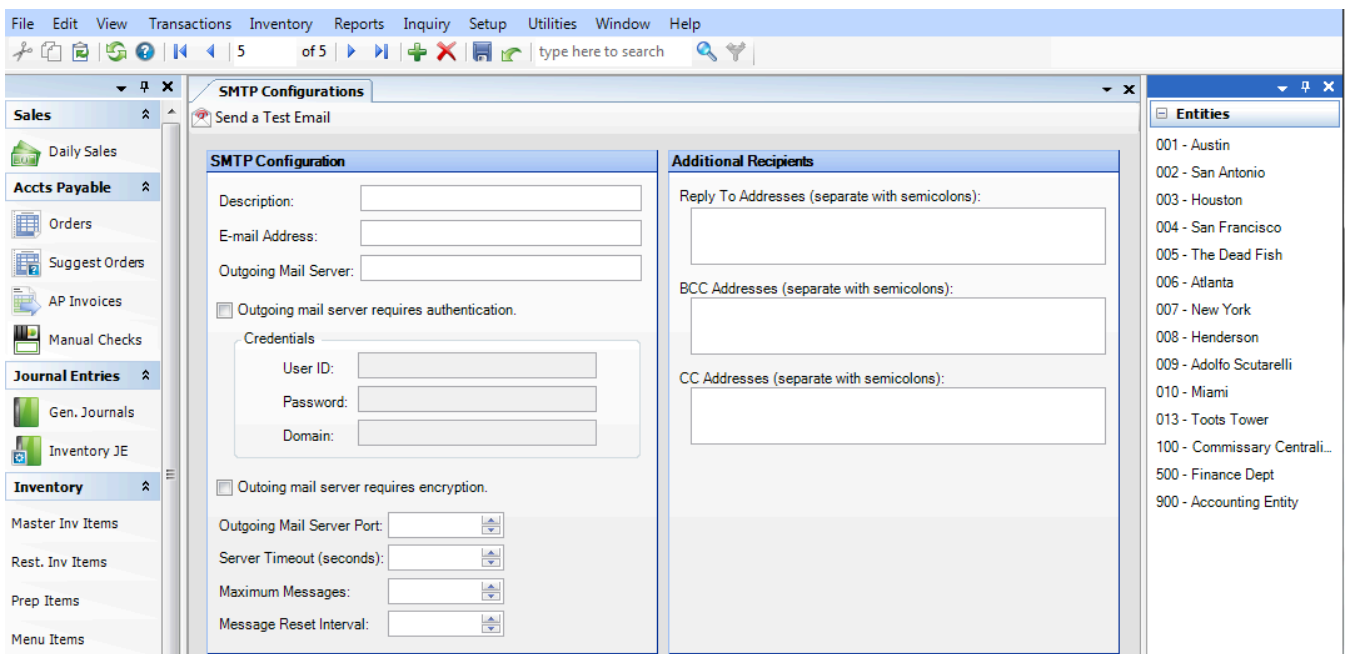 File Edit View Transactions Inventory Reports Inquiry Setup Utilities Window Help
5 of 5 type here to search
SMTP Configurations
Send a Test Email
Sales
Daily Sales
Accts Payable
Orders
Suggest Orders
AP Invoices
Manual Checks
Journal Entries
Gen. Journals
Inventory JE
Inventory
Master Inv Items
Rest. Inv Items
Prep Items
Menu Items
SMTP Configuration
Description:
E-mail Address:
Outgoing Mail Server:
Outgoing mail server requires authentication.
Credentials
User ID:
Password:
Domain:
Outoing mail server requires encryption.
Outgoing Mail Server Port:
Server Timeout (seconds):
Maximum Messages:
Message Reset Interval:
Additional Recipients
Reply To Addresses (separate with semicolons):
BCC Addresses (separate with semicolons):
CC Addresses (separate with semicolons):
Entities
001 - Austin
002 - San Antonio
003 - Houston
004 - San Francisco
005 - The Dead Fish
006 - Atlanta
007 - New York
008 - Henderson
009 - Adolfo Scutarelli
010 - Miami
013 - Toots Tower
100 - Commissary Centrali...
500 - Finance Dept
900 - Accounting Entity